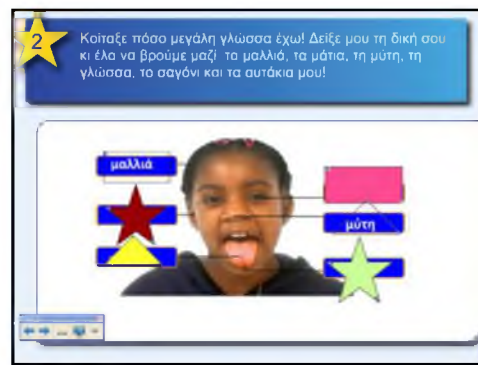 2
Κοίταξε πόσο μεγάλη γλώσσα έχω! Δείξε μου τη δική σου
κι έλα να βρούμε μαζί τα μαλλιά, τα μάτια, τη μύτη, τη
γλώσσα, το σαγόνι και τα αυτάκια μου!
μαλλιά
μύτη